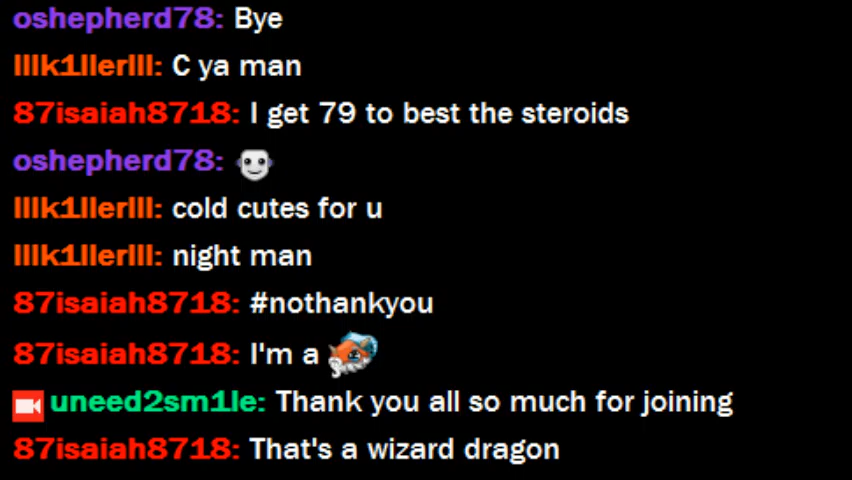 oshepherd78: Bye
lllk1llerlll: C ya man
87isaiah8718: I get 79 to best the steroids
oshepherd78:
lllk1llerlll: cold cutes for u
lllk1llerlll: night man
87isaiah8718: #nothankyou
87isaiah8718: I'm a
uneed2sm1le: Thank you all so much for joining
87isaiah8718: That's a wizard dragon